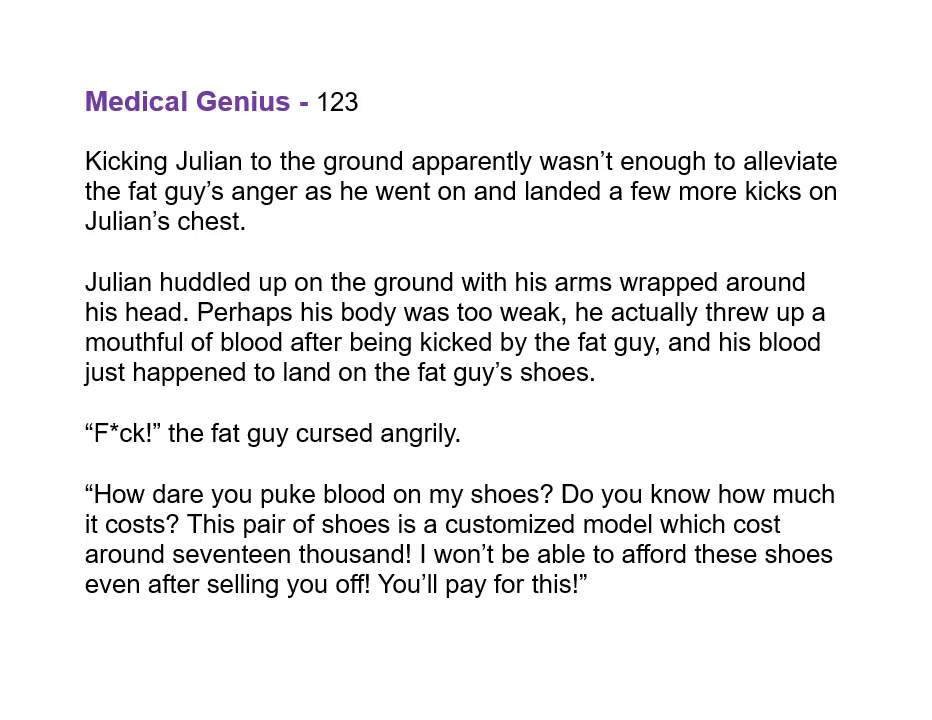 Medical Genius - 123
Kicking Julian to the ground apparently wasn’t enough to alleviate
the fat guy’s anger as he went on and landed a few more kicks on
Julian’s chest.
Julian huddled up on the ground with his arms wrapped around
his head. Perhaps his body was too weak, he actually threw up a
mouthful of blood after being kicked by the fat guy, and his blood
just happened to land on the fat guy’s shoes.
“F*ck!” the fat guy cursed angrily.
“How dare you puke blood on my shoes? Do you know how much
it costs? This pair of shoes is a customized model which cost
around seventeen thousand! I won’t be able to afford these shoes
even after selling you off! You’ll pay for this!”